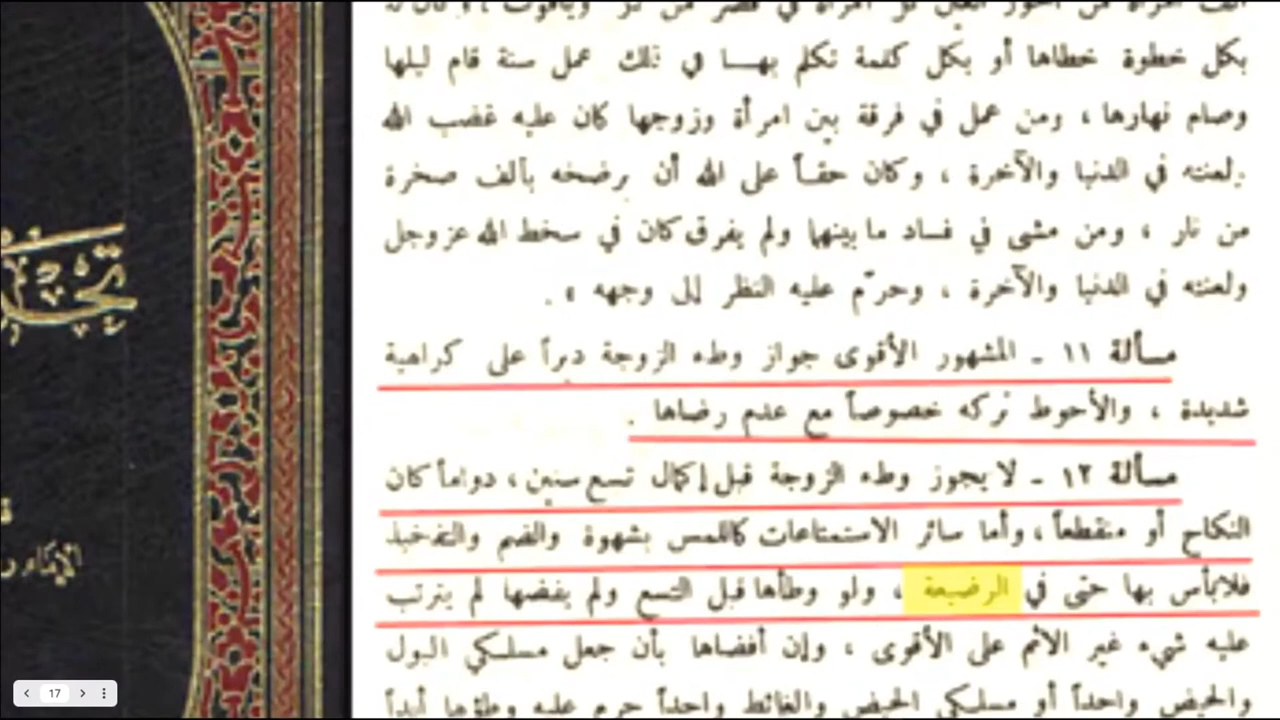 بكل خطوة خطاها أو بكل كلمة تكلم بهــا في ذلك عمل سنة قام ليلها
وصام نهارها ، ومن عمل في فرقة بين امرأة وزوجها كان عليه غضب الله
ولعنته في الدنيا والآخرة ، وكان حقاً على الله أن يرضخه بألف صخرة
من نار ، ومن مشى في فساد ما بينهما ولم يفرق كان في سخط الله عز وجل
ولعنته في الدنيا والآخرة ، وحرّم عليه النظر إلى وجهه » .
مسألة ١١ ـ المشهور الأقوى جواز وطء الزوجة دبراً على كراهية
شديدة ، والأحوط تركه خصوصاً مع عدم رضاها .
مسألة ١٢ ـ لا يجوز وطء الزوجة قبل إكمال تسع سنين ، دواماً كان
النكاح أو منقطعاً ، وأما سائر الاستمتاعات كاللمس بشهوة والضم والتفخيذ
فلا بأس بها حتى في الرضيعة ، ولو وطأها قبل التسع ولم يفضها لم يترتب
عليه شيء غير الاثم على الأقوى ، وإن أفضاها بأن جعل مسلكي البول
والحيض واحداً أو مسلكي الحيض والغائط واحداً حرم عليه وطؤها أبداً
17